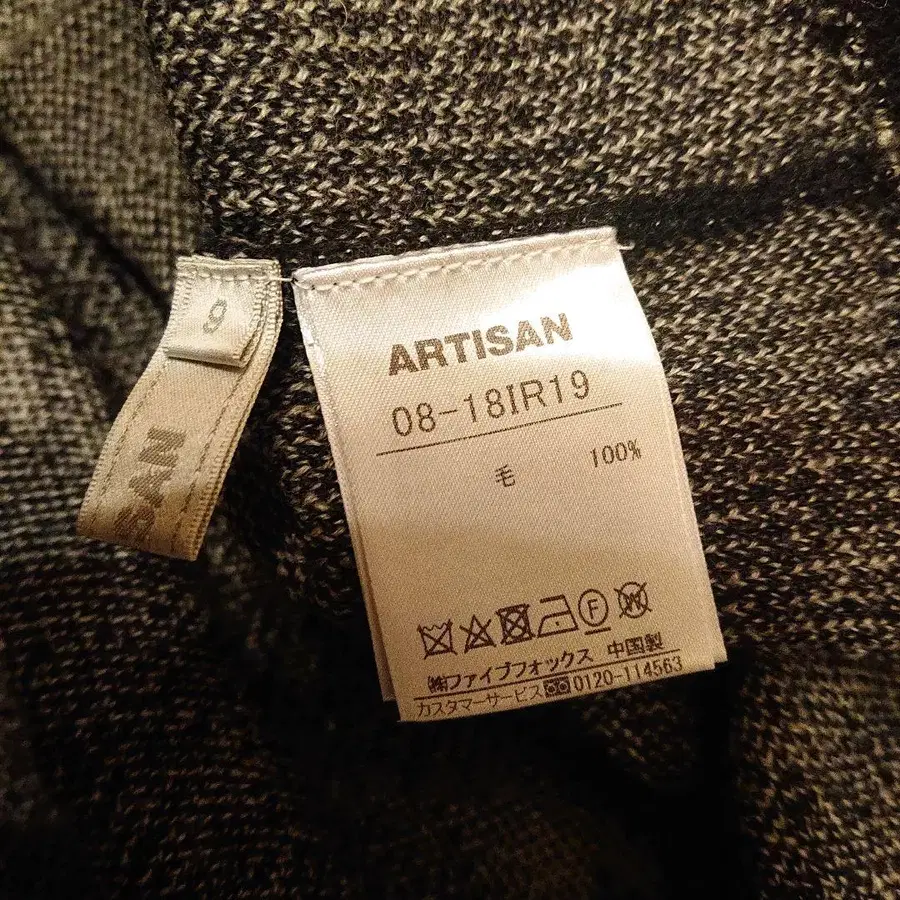 9
SAN
ARTISAN
08-18IR19
毛 100%
F W
㈱ファイブフォックス 中国製
カスタマーサービス 0120-114563